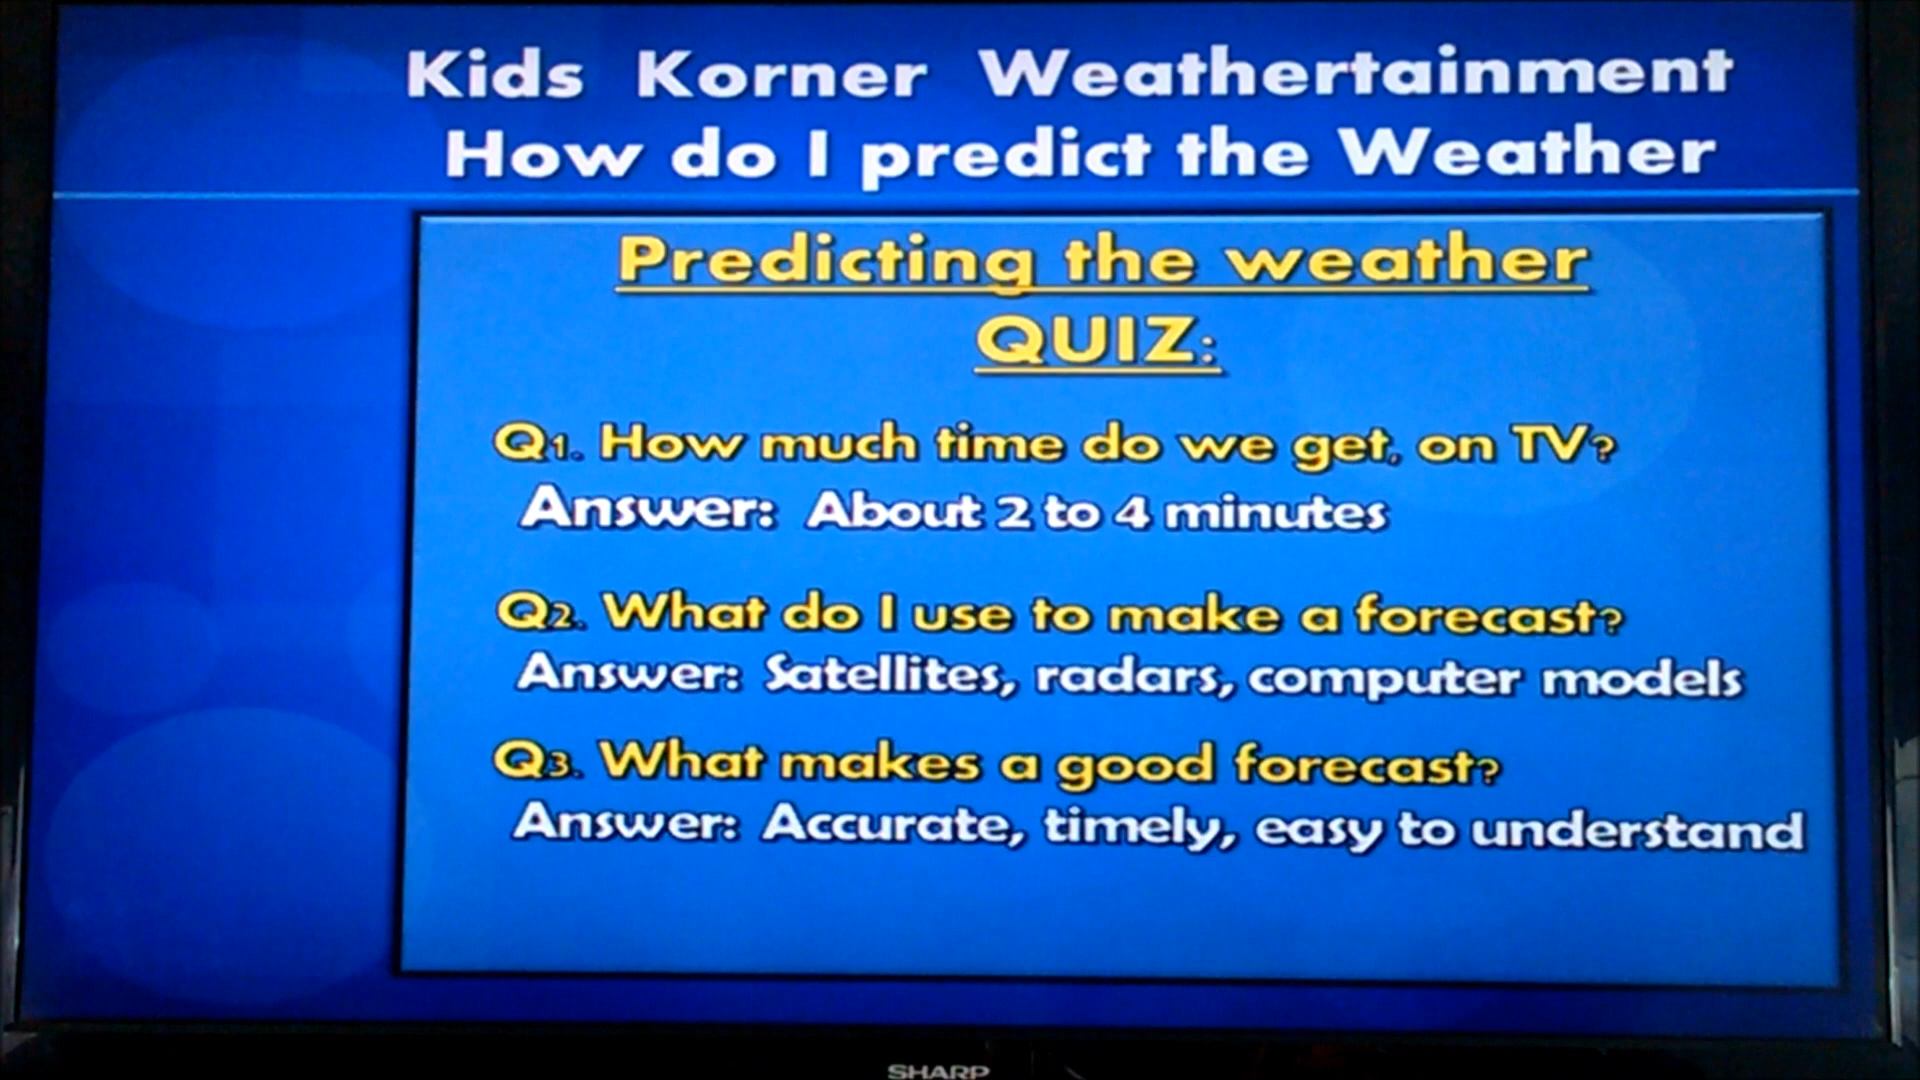 Kids Korner Weathertainment
How do I predict the Weather
Predicting the weather
QUIZ:
Q1. How much time do we get, on TV?
Answer: About 2 to 4 minutes
Q2. What do I use to make a forecast?
Answer: Satellites, radars, computer models
Q3. What makes a good forecast?
Answer: Accurate, timely, easy to understand
SHARP